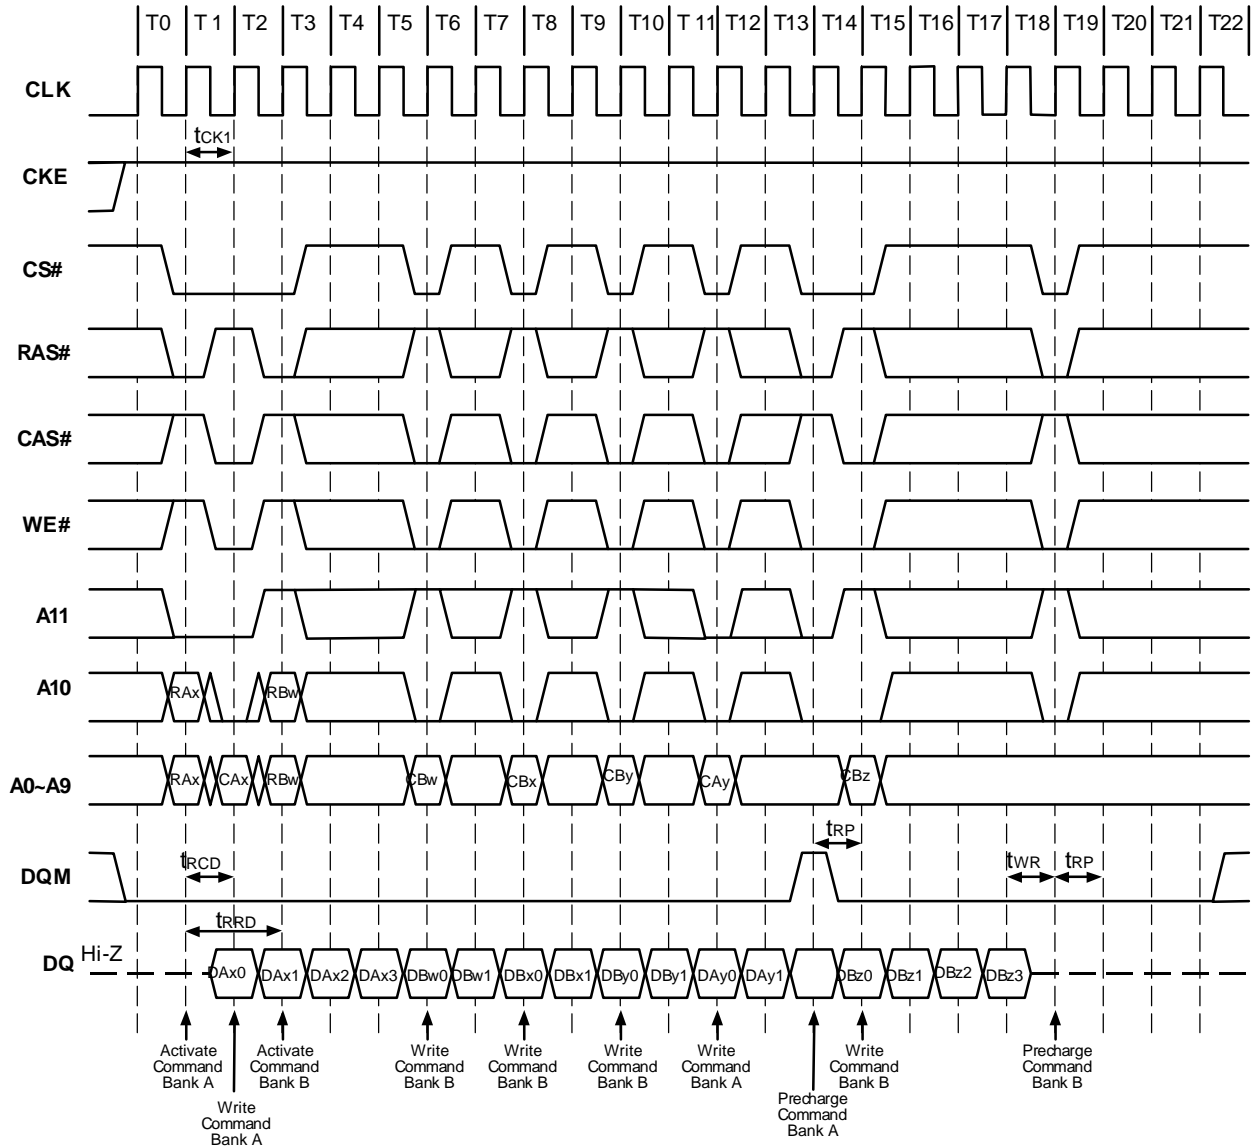 T0 T 1 T2 T3 T4 T5 T6 T7 T8 T9 T10 T 11 T12 T13 T14 T15 T16 T17 T18 T19 T20 T21 T22
CLK
tCK1
CKE
CS#
RAS#
CAS#
WE#
A11
A10
RAx RBw
A0~A9
RAx CAx RBw CBw CBx CBy CAy CBz
tRP
DQM
tRCD tWR tRP
tRRD
DQ Hi-Z
DAx0 DAx1 DAx2 DAx3 DBw0 DBw1 DBx0 DBx1 DBy0 DBy1 DAy0 DAy1 DBz0 DBz1 DBz2 DBz3
Activate
Command
Bank A
Write
Command
Bank A
Activate
Command
Bank B
Write
Command
Bank B
Write
Command
Bank B
Write
Command
Bank B
Write
Command
Bank A
Precharge
Command
Bank A
Write
Command
Bank B
Precharge
Command
Bank B